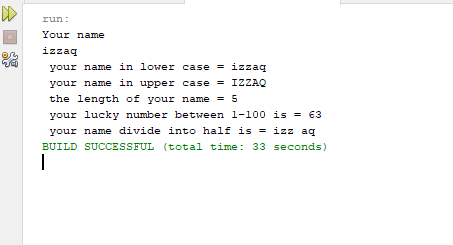 run:
Your name
izzaq
your name in lower case = izzaq
your name in upper case = IZZAQ
the length of your name = 5
your lucky number between 1-100 is = 63
your name divide into half is = izz aq
BUILD SUCCESSFUL (total time: 33 seconds)